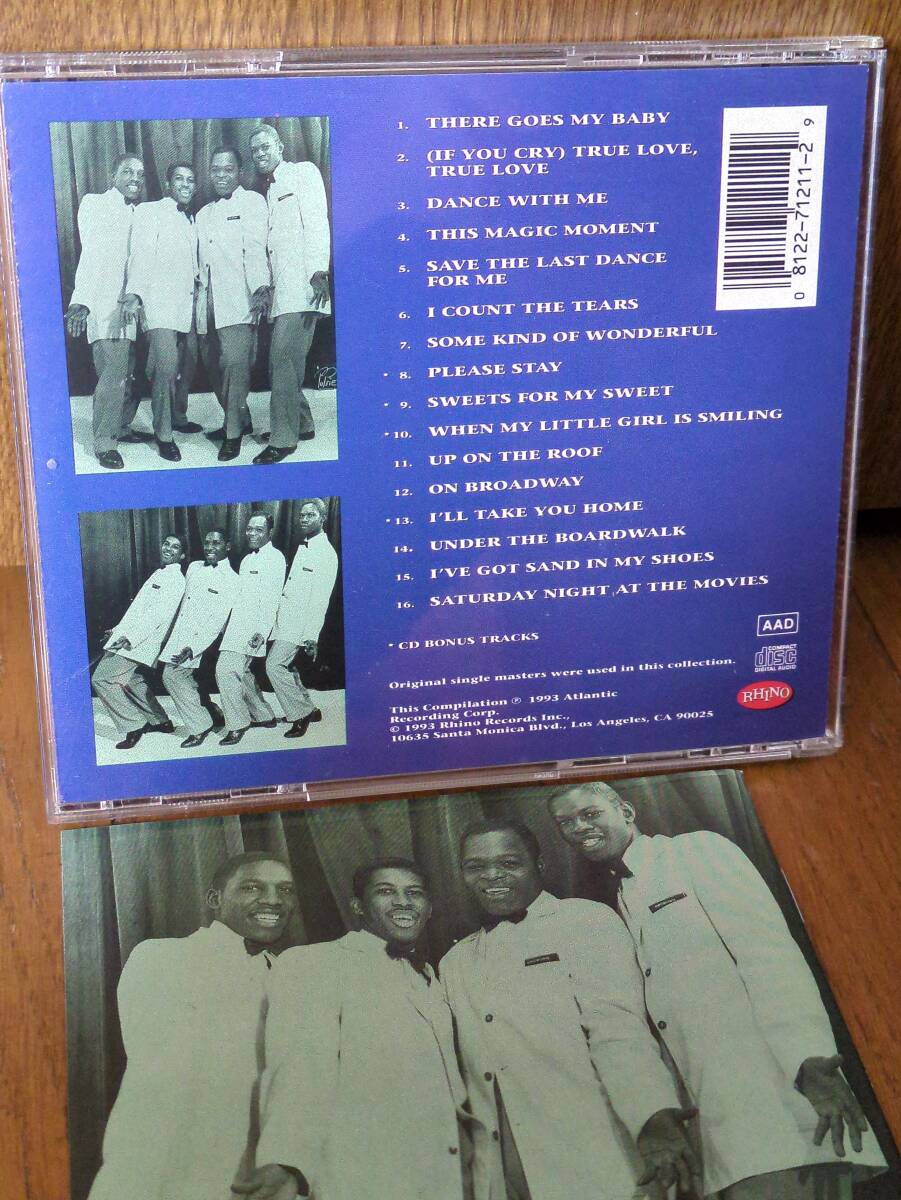 1. THERE GOES MY BABY
2. (IF YOU CRY) TRUE LOVE,
TRUE LOVE
3. DANCE WITH ME
4. THIS MAGIC MOMENT
5. SAVE THE LAST DANCE
FOR ME
6. I COUNT THE TEARS
7. SOME KIND OF WONDERFUL
* 8. PLEASE STAY
* 9. SWEETS FOR MY SWEET
* 10. WHEN MY LITTLE GIRL IS SMILING
11. UP ON THE ROOF
12. ON BROADWAY
* 13. I'LL TAKE YOU HOME
14. UNDER THE BOARDWALK
15. I'VE GOT SAND IN MY SHOES
16. SATURDAY NIGHT AT THE MOVIES
* CD BONUS TRACKS
Original single masters were used in this collection.
This Compilation ℗ 1993 Atlantic
Recording Corp.
© 1993 Rhino Records Inc.,
10635 Santa Monica Blvd., Los Angeles, CA 90025
0 8122-71211-2 9
AAD
COMPACT
disc
DIGITAL AUDIO
RHINO